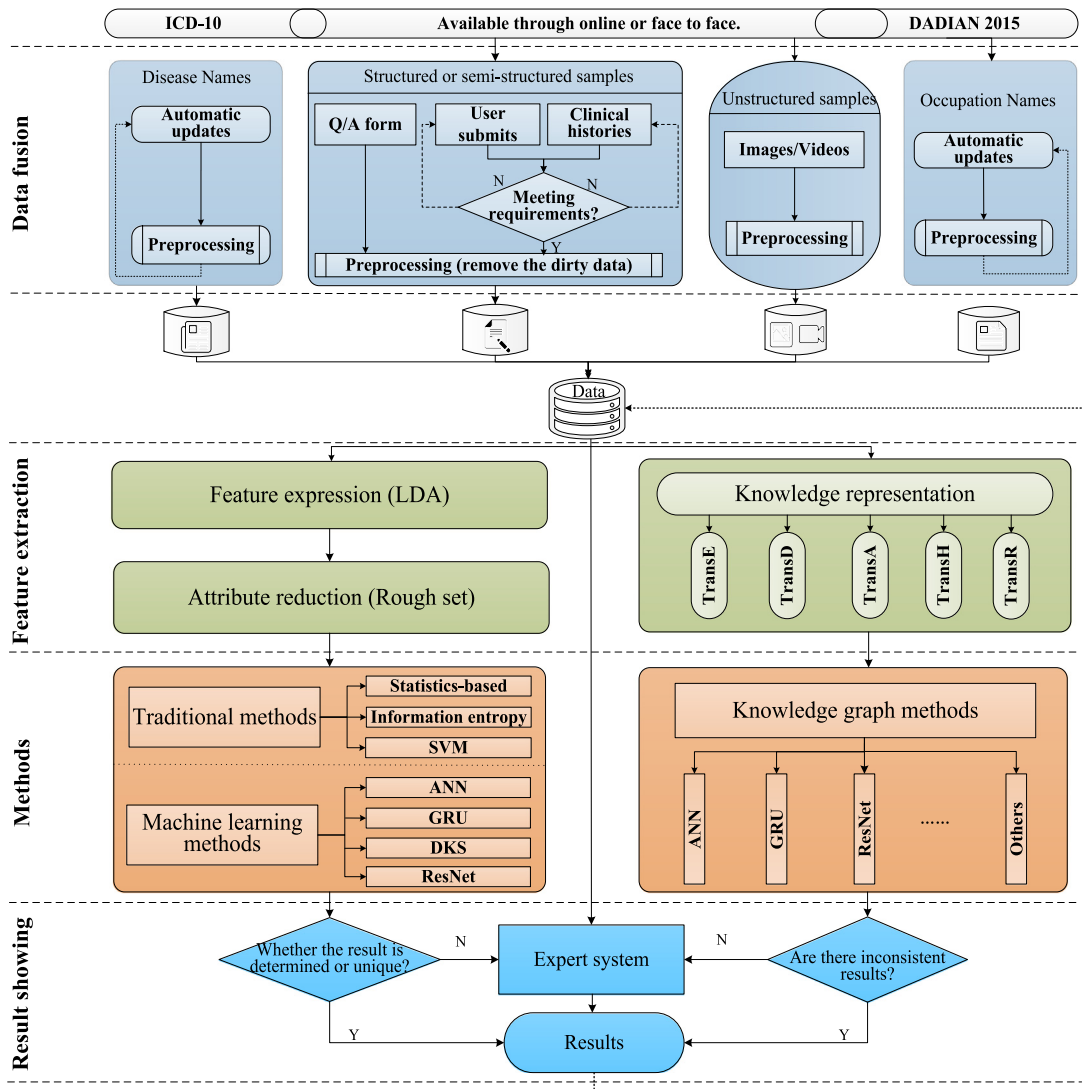 ICD-10
Available through online or face to face.
DADIAN 2015
Data fusion
Disease Names
Automatic
updates
Preprocessing
Structured or semi-structured samples
Q/A form
User
submits
Clinical
histories
N
N
Meeting
requirements?
Y
Preprocessing (remove the dirty data)
Unstructured samples
Images/Videos
Preprocessing
Occupation Names
Automatic
updates
Preprocessing
Data
Feature extraction
Feature expression (LDA)
Attribute reduction (Rough set)
Knowledge representation
TransE
TransD
TransA
TransH
TransR
Methods
Traditional methods
Statistics-based
Information entropy
SVM
Machine learning
methods
ANN
GRU
DKS
ResNet
Knowledge graph methods
ANN
GRU
ResNet
......
Others
Result showing
Whether the result is
determined or unique?
N
Y
Expert system
N
Are there inconsistent
results?
Y
Results